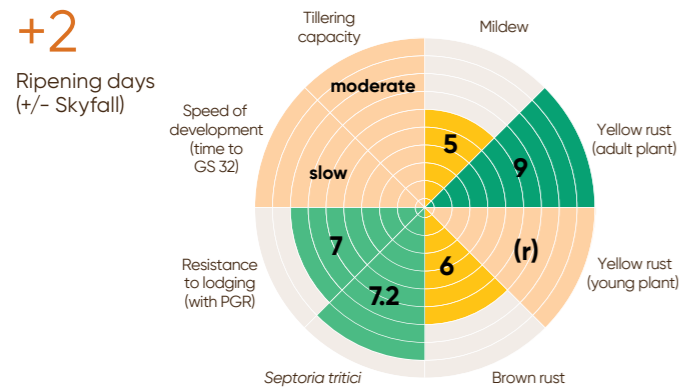 +2
Ripening days
(+/- Skyfall)
Tillering
capacity
Mildew
moderate
5
Speed of
development
(time to
GS 32)
slow
9
Yellow rust
(adult plant)
Resistance
to lodging
(with PGR)
7
7.2
6
(r)
Yellow rust
(young plant)
Septoria tritici
Brown rust